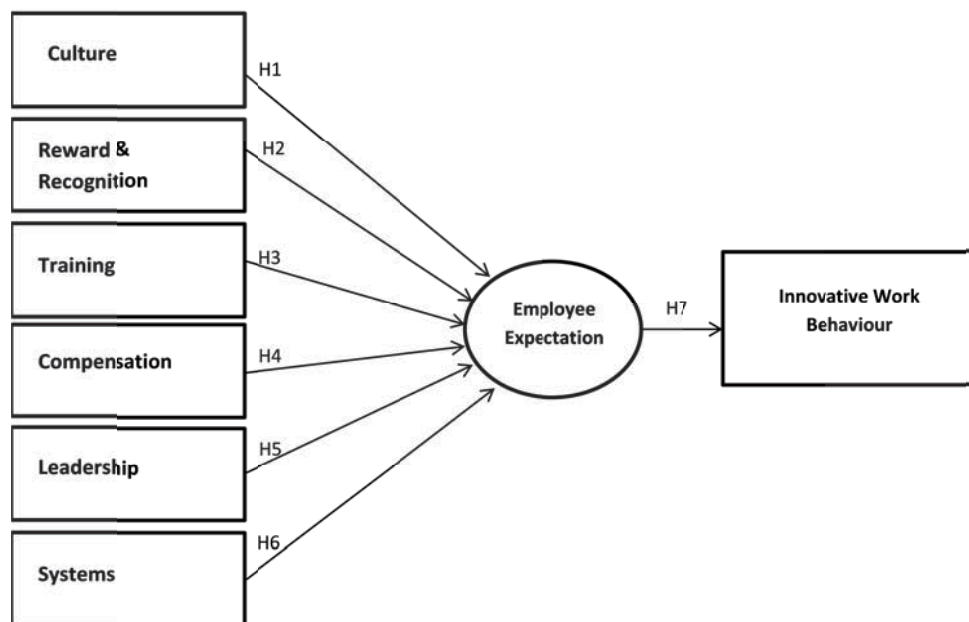 Culture
H1
Reward &
Recognition
H2
Training
H3
Compensation
H4
Leadership
H5
Systems
H6
Employee
Expectation
H7
Innovative Work
Behaviour